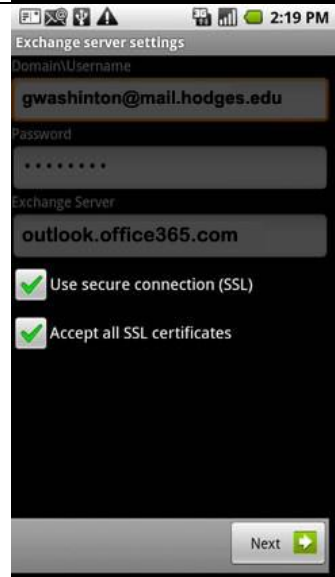 2:19 PM
Exchange server settings
Domain\Username
gwashinton@mail.hodges.edu
Password
••••••••
Exchange Server
outlook.office365.com
Use secure connection (SSL)
Accept all SSL certificates
Next